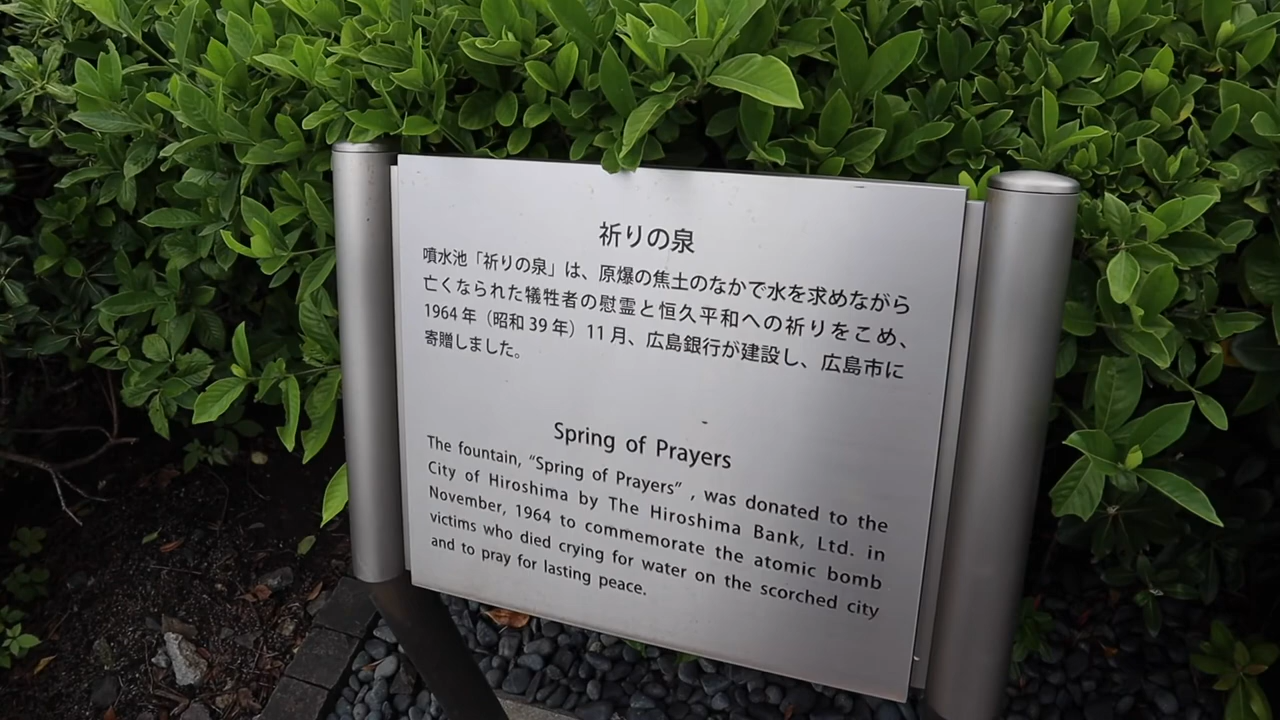 祈りの泉
噴水池「祈りの泉」は、原爆の焦土のなかで水を求めながら
亡くなられた犠牲者の慰霊と恒久平和への祈りをこめ、
1964年（昭和39年）11月、広島銀行が建設し、広島市に
寄贈しました。
Spring of Prayers
The fountain, “Spring of Prayers” , was donated to the
City of Hiroshima by The Hiroshima Bank, Ltd. in
November, 1964 to commemorate the atomic bomb
victims who died crying for water on the scorched city
and to pray for lasting peace.